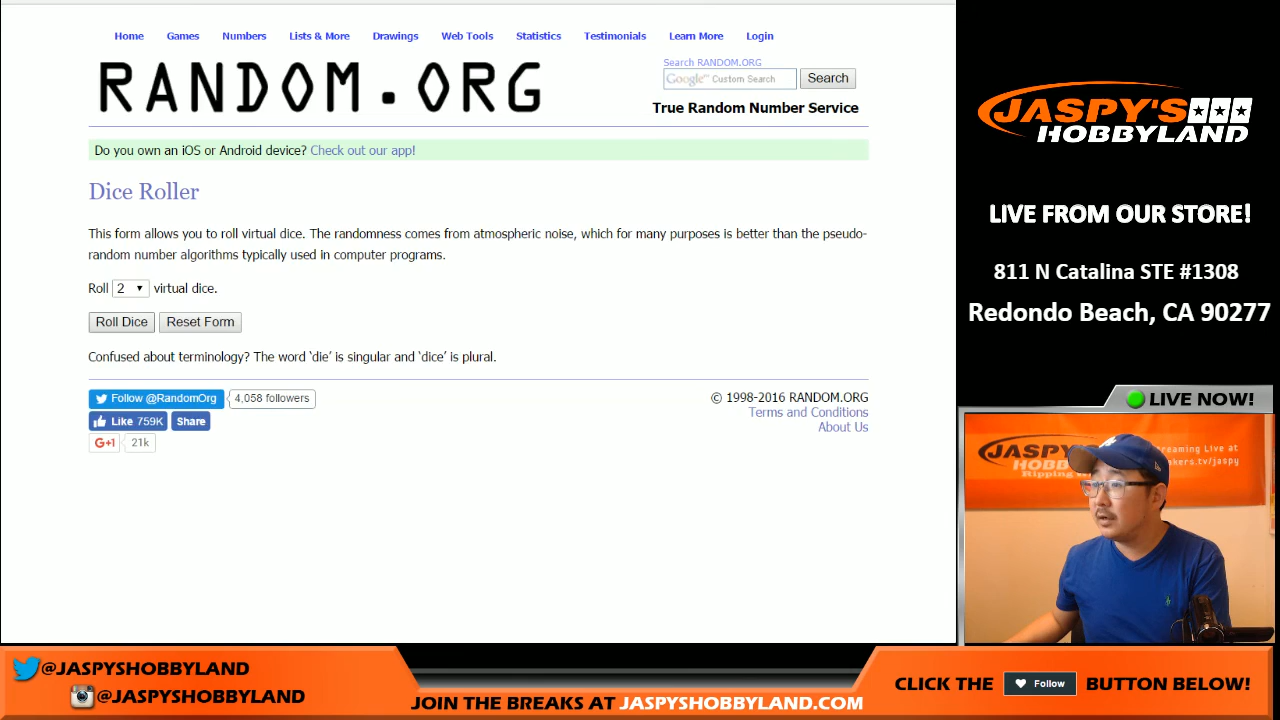 Home Games Numbers Lists & More Drawings Web Tools Statistics Testimonials Learn More Login
RANDOM.ORG
Search RANDOM.ORG
Google™ Custom Search
Search
True Random Number Service
Do you own an iOS or Android device? Check out our app!
Dice Roller
This form allows you to roll virtual dice. The randomness comes from atmospheric noise, which for many purposes is better than the pseudo-
random number algorithms typically used in computer programs.
Roll 2 virtual dice.
Roll Dice Reset Form
Confused about terminology? The word ‘die’ is singular and ‘dice’ is plural.
Follow @RandomOrg 4,058 followers
Like 759K Share
G+1 21k
© 1998-2016 RANDOM.ORG
Terms and Conditions
About Us
JASPY'S
HOBBYLAND
LIVE FROM OUR STORE!
811 N Catalina STE #1308
Redondo Beach, CA 90277
LIVE NOW!
JASPY'S
Streaming Live at
HOBBYLAND
Ripping
@JASPYSHOBBYLAND
@JASPYSHOBBYLAND
JOIN THE BREAKS AT JASPYSHOBBYLAND.COM
CLICK THE Follow BUTTON BELOW!